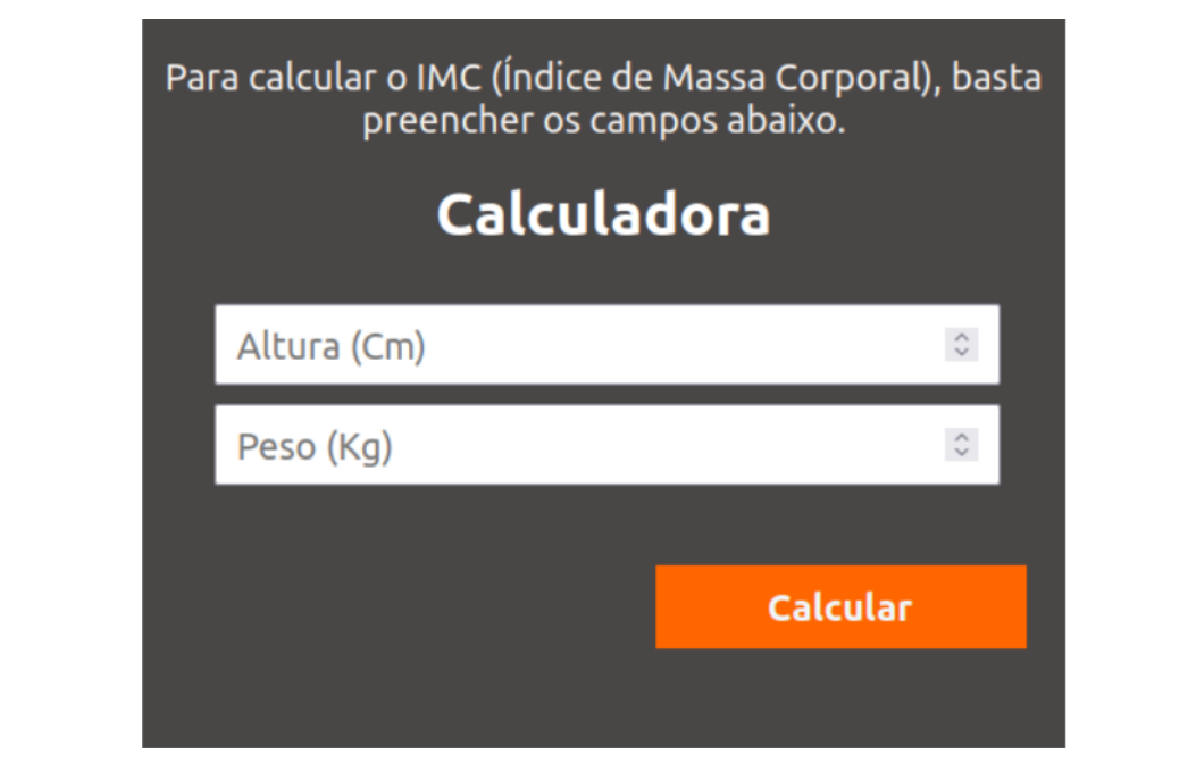 Para calcular o IMC (Índice de Massa Corporal), basta
preencher os campos abaixo.
Calculadora
Altura (Cm)
Peso (Kg)
Calcular